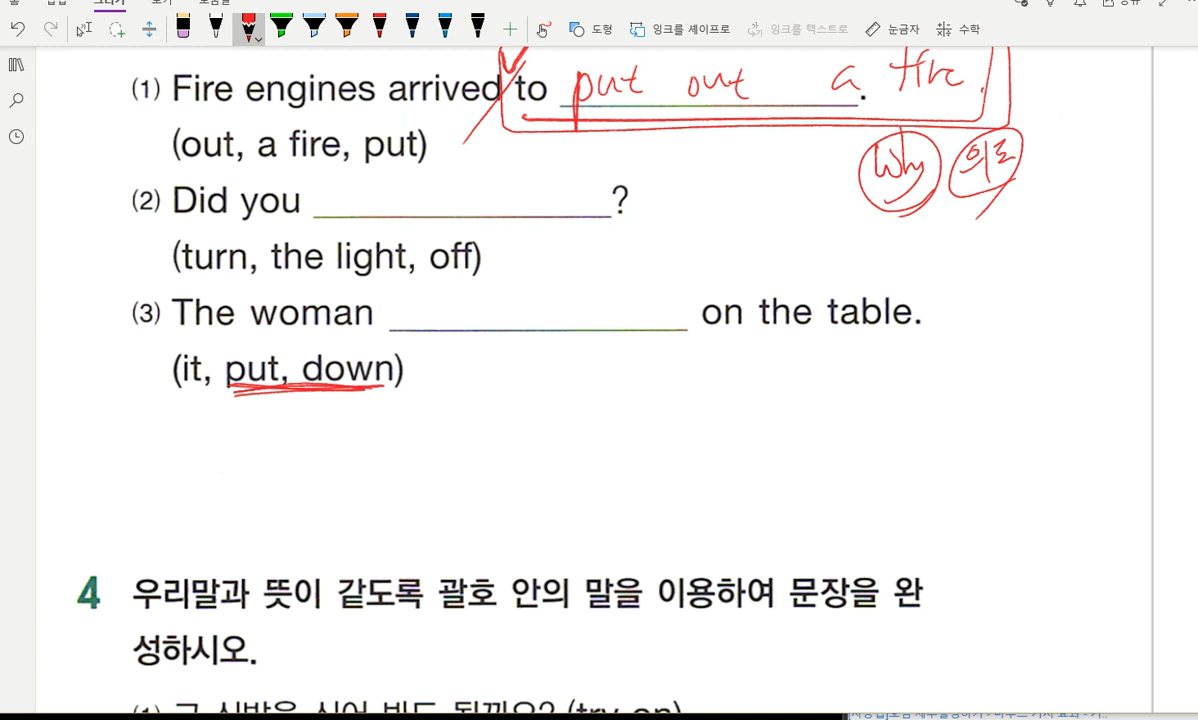 도형 잉크를 셰이프로 잉크를 텍스트로 눈금자 수학
(1) Fire engines arrived to put out a fire.
(out, a fire, put)
Why 의도
(2) Did you ____________?
(turn, the light, off)
(3) The woman ____________ on the table.
(it, put, down)
4 우리말과 뜻이 같도록 괄호 안의 말을 이용하여 문장을 완
성하시오.